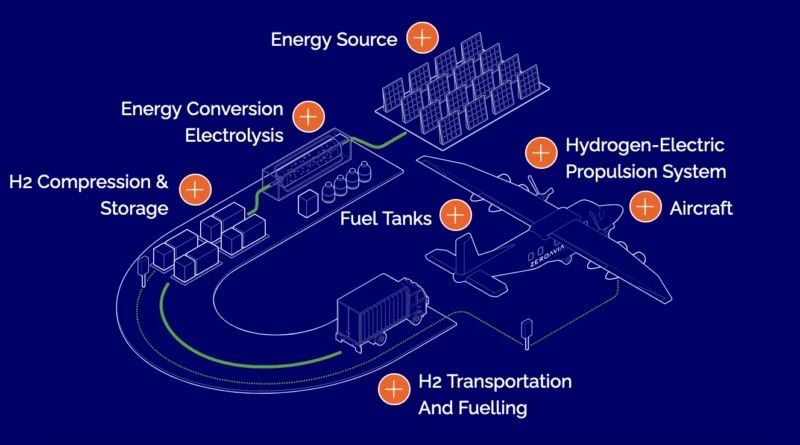 Energy Source
Energy Conversion
Electrolysis
H2 Compression &
Storage
Hydrogen-Electric
Propulsion System
Aircraft
Fuel Tanks
ZEROAVIA
H2 Transportation
And Fuelling